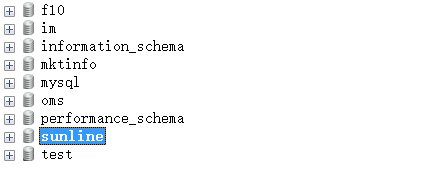 f10
im
information_schema
mktinfo
mysql
oms
performance_schema
sunline
test